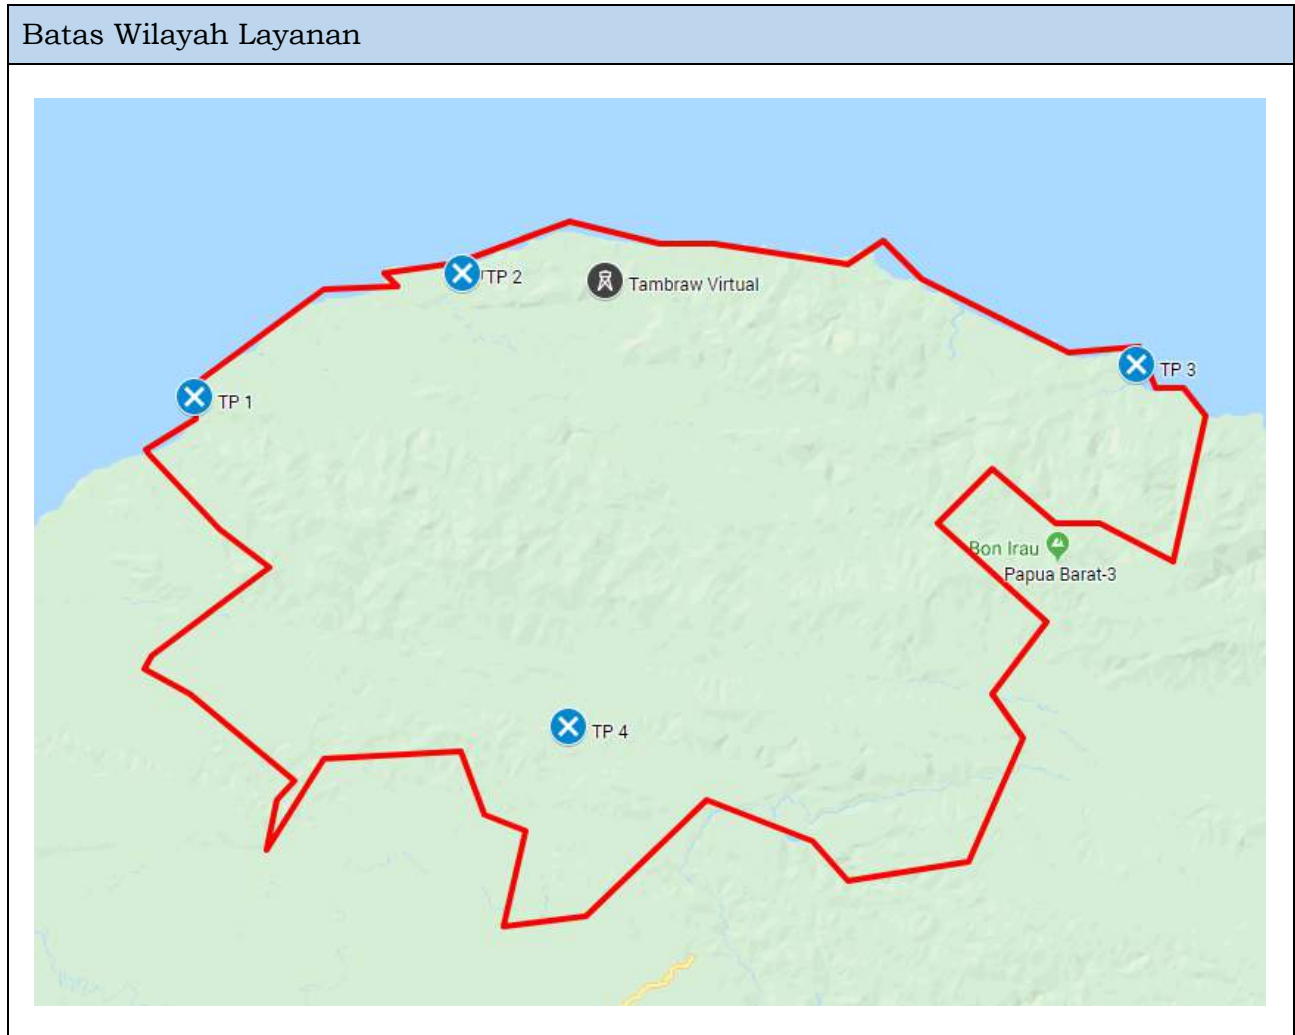 Batas Wilayah Layanan
TP 2
Tambraw Virtual
TP 3
TP 1
Bon Irau
Papua Barat-3
TP 4